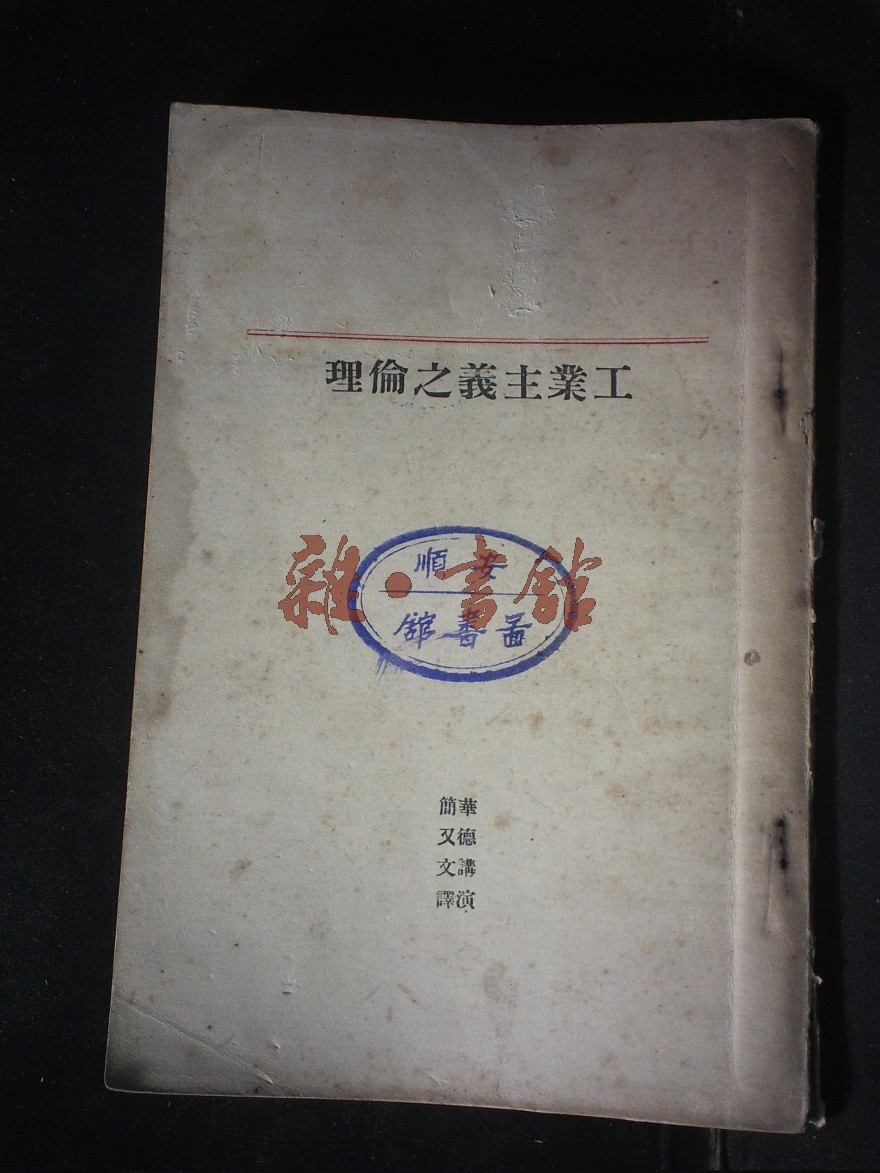 工業主義之倫理
雜·書館
安順
圖書館
華德講演
簡又文譯